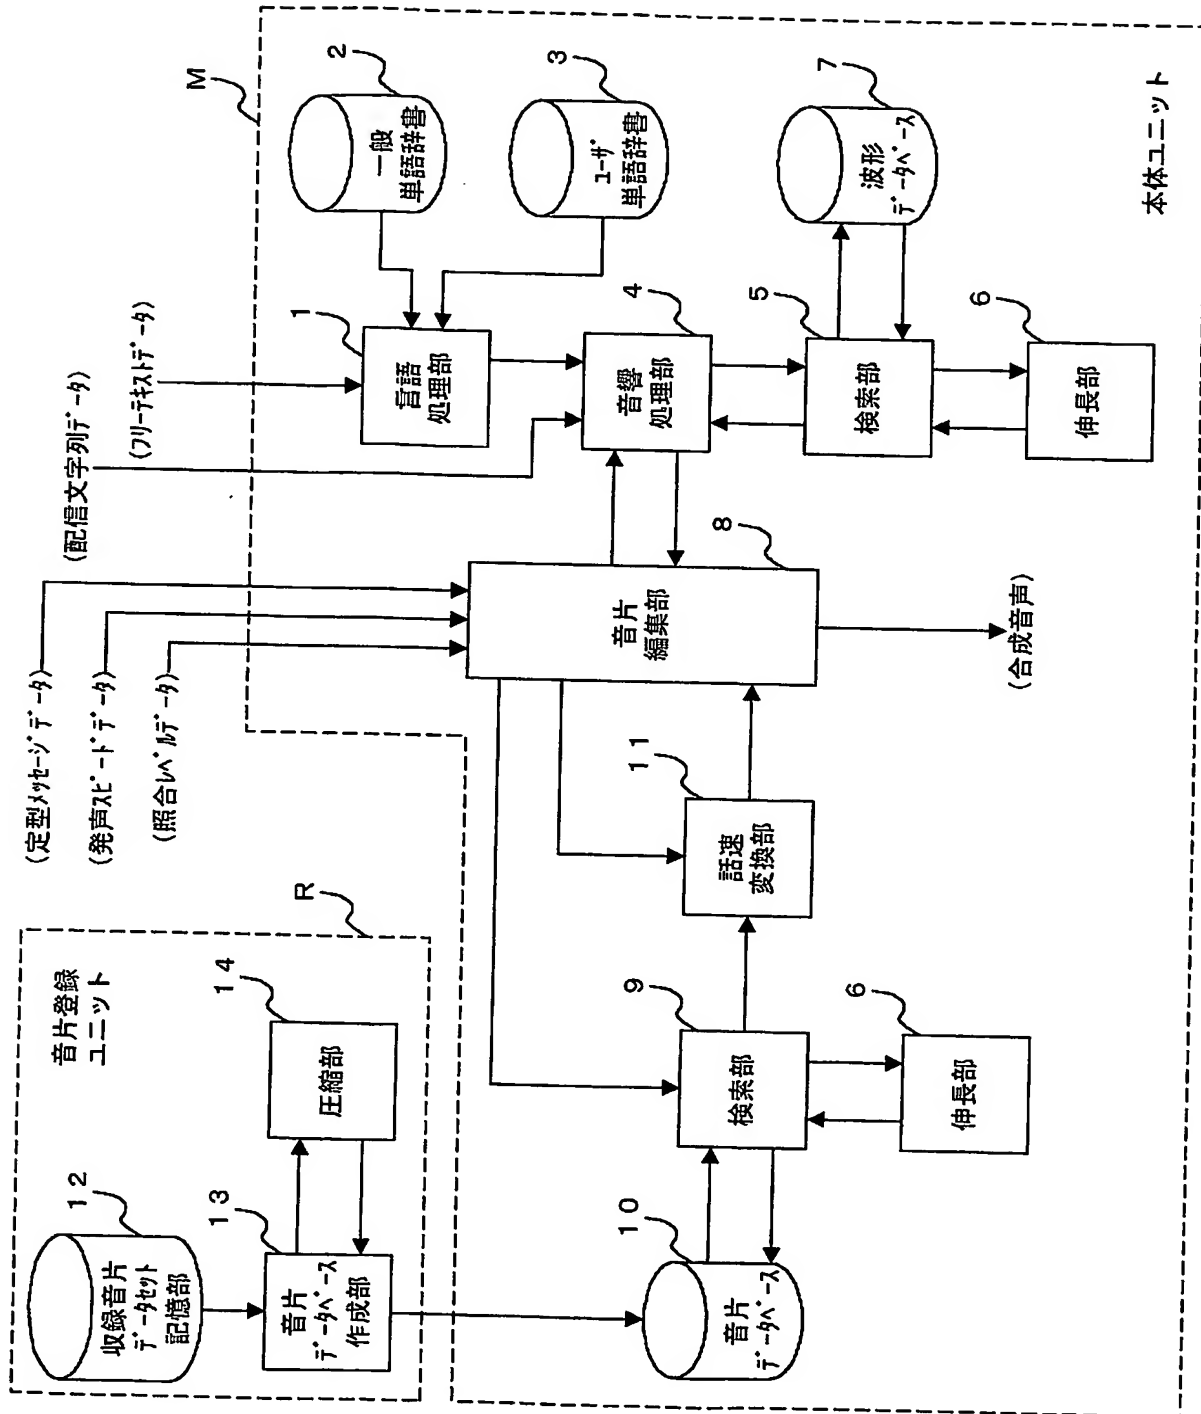 M
一般
単語辞書
2
ユーザ
単語辞書
3
波形
データベース
7
本体ユニット
(フリーテキストデータ)
(配信文字列データ)
(定型メッセージデータ)
(発声スピードデータ)
(照合レベルデータ)
1
言語
処理部
4
音響
処理部
5
検索部
6
伸長部
8
音片
編集部
(合成音声)
11
話速
変換部
9
検索部
6
伸長部
10
音片
データベース
R
音片登録
ユニット
14
圧縮部
12
収録音片
データセット
記憶部
13
音片
データベース
作成部